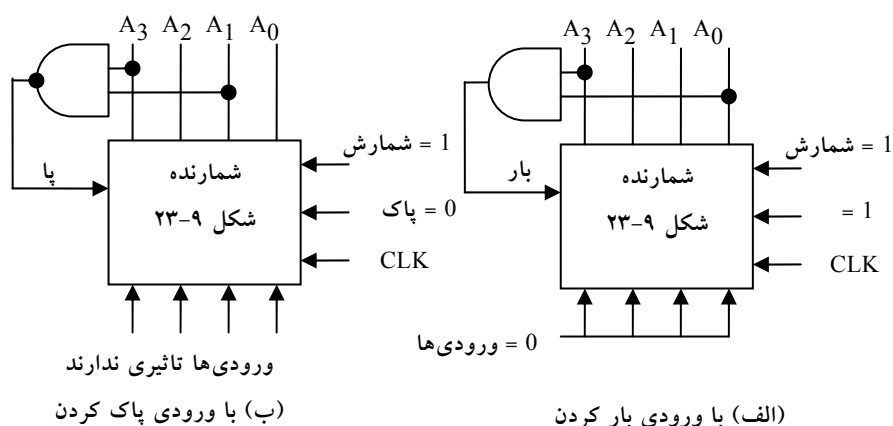 A3 A2 A1 A0
پا
شمارنده
شکل ۹-۲۳
شمارش = 1
پاک = 0
CLK
ورودی‌ها تاثیری ندارند
(ب) با ورودی پاک کردن
A3 A2 A1 A0
بار
شمارنده
شکل ۹-۲۳
شمارش = 1
= 1
CLK
ورودی‌ها = 0
(الف) با ورودی بار کردن